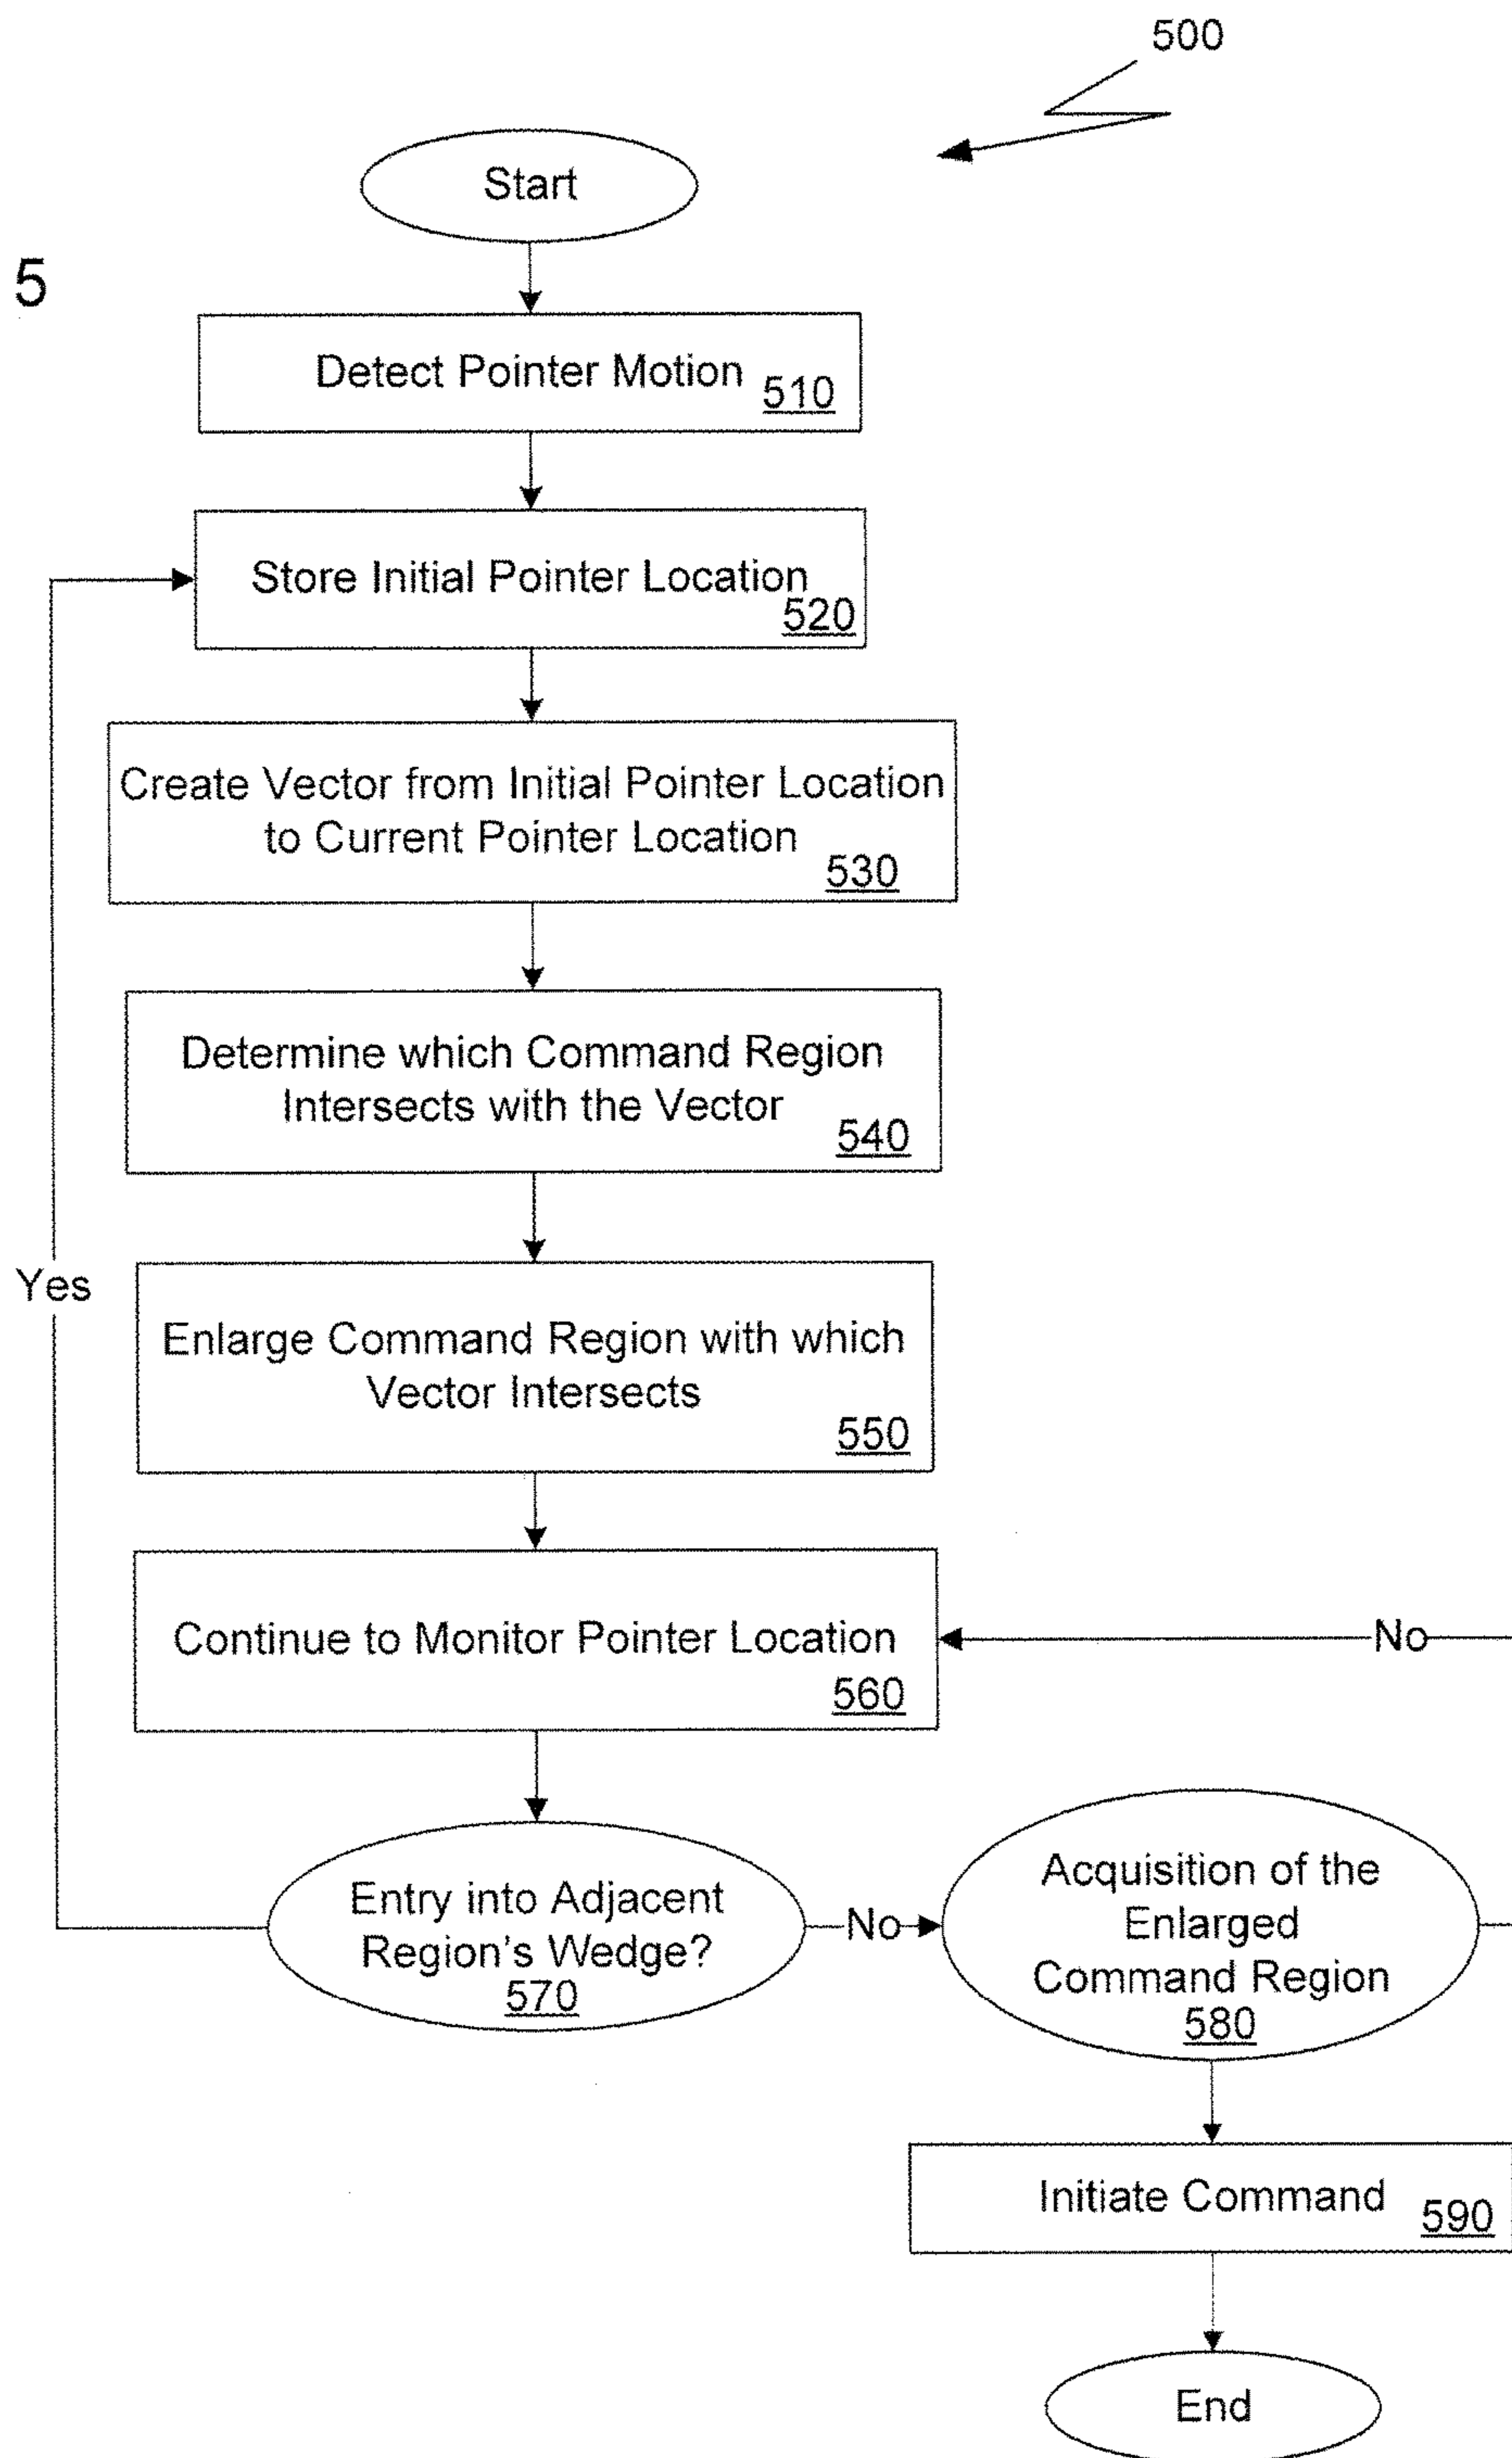 500
Start
5
Detect Pointer Motion
510
Store Initial Pointer Location
520
Create Vector from Initial Pointer Location
to Current Pointer Location
530
Determine which Command Region
Intersects with the Vector
540
Yes
Enlarge Command Region with which
Vector Intersects
550
Continue to Monitor Pointer Location
560
No
Entry into Adjacent
Region's Wedge?
570
No
Acquisition of the
Enlarged
Command Region
580
Initiate Command
590
End